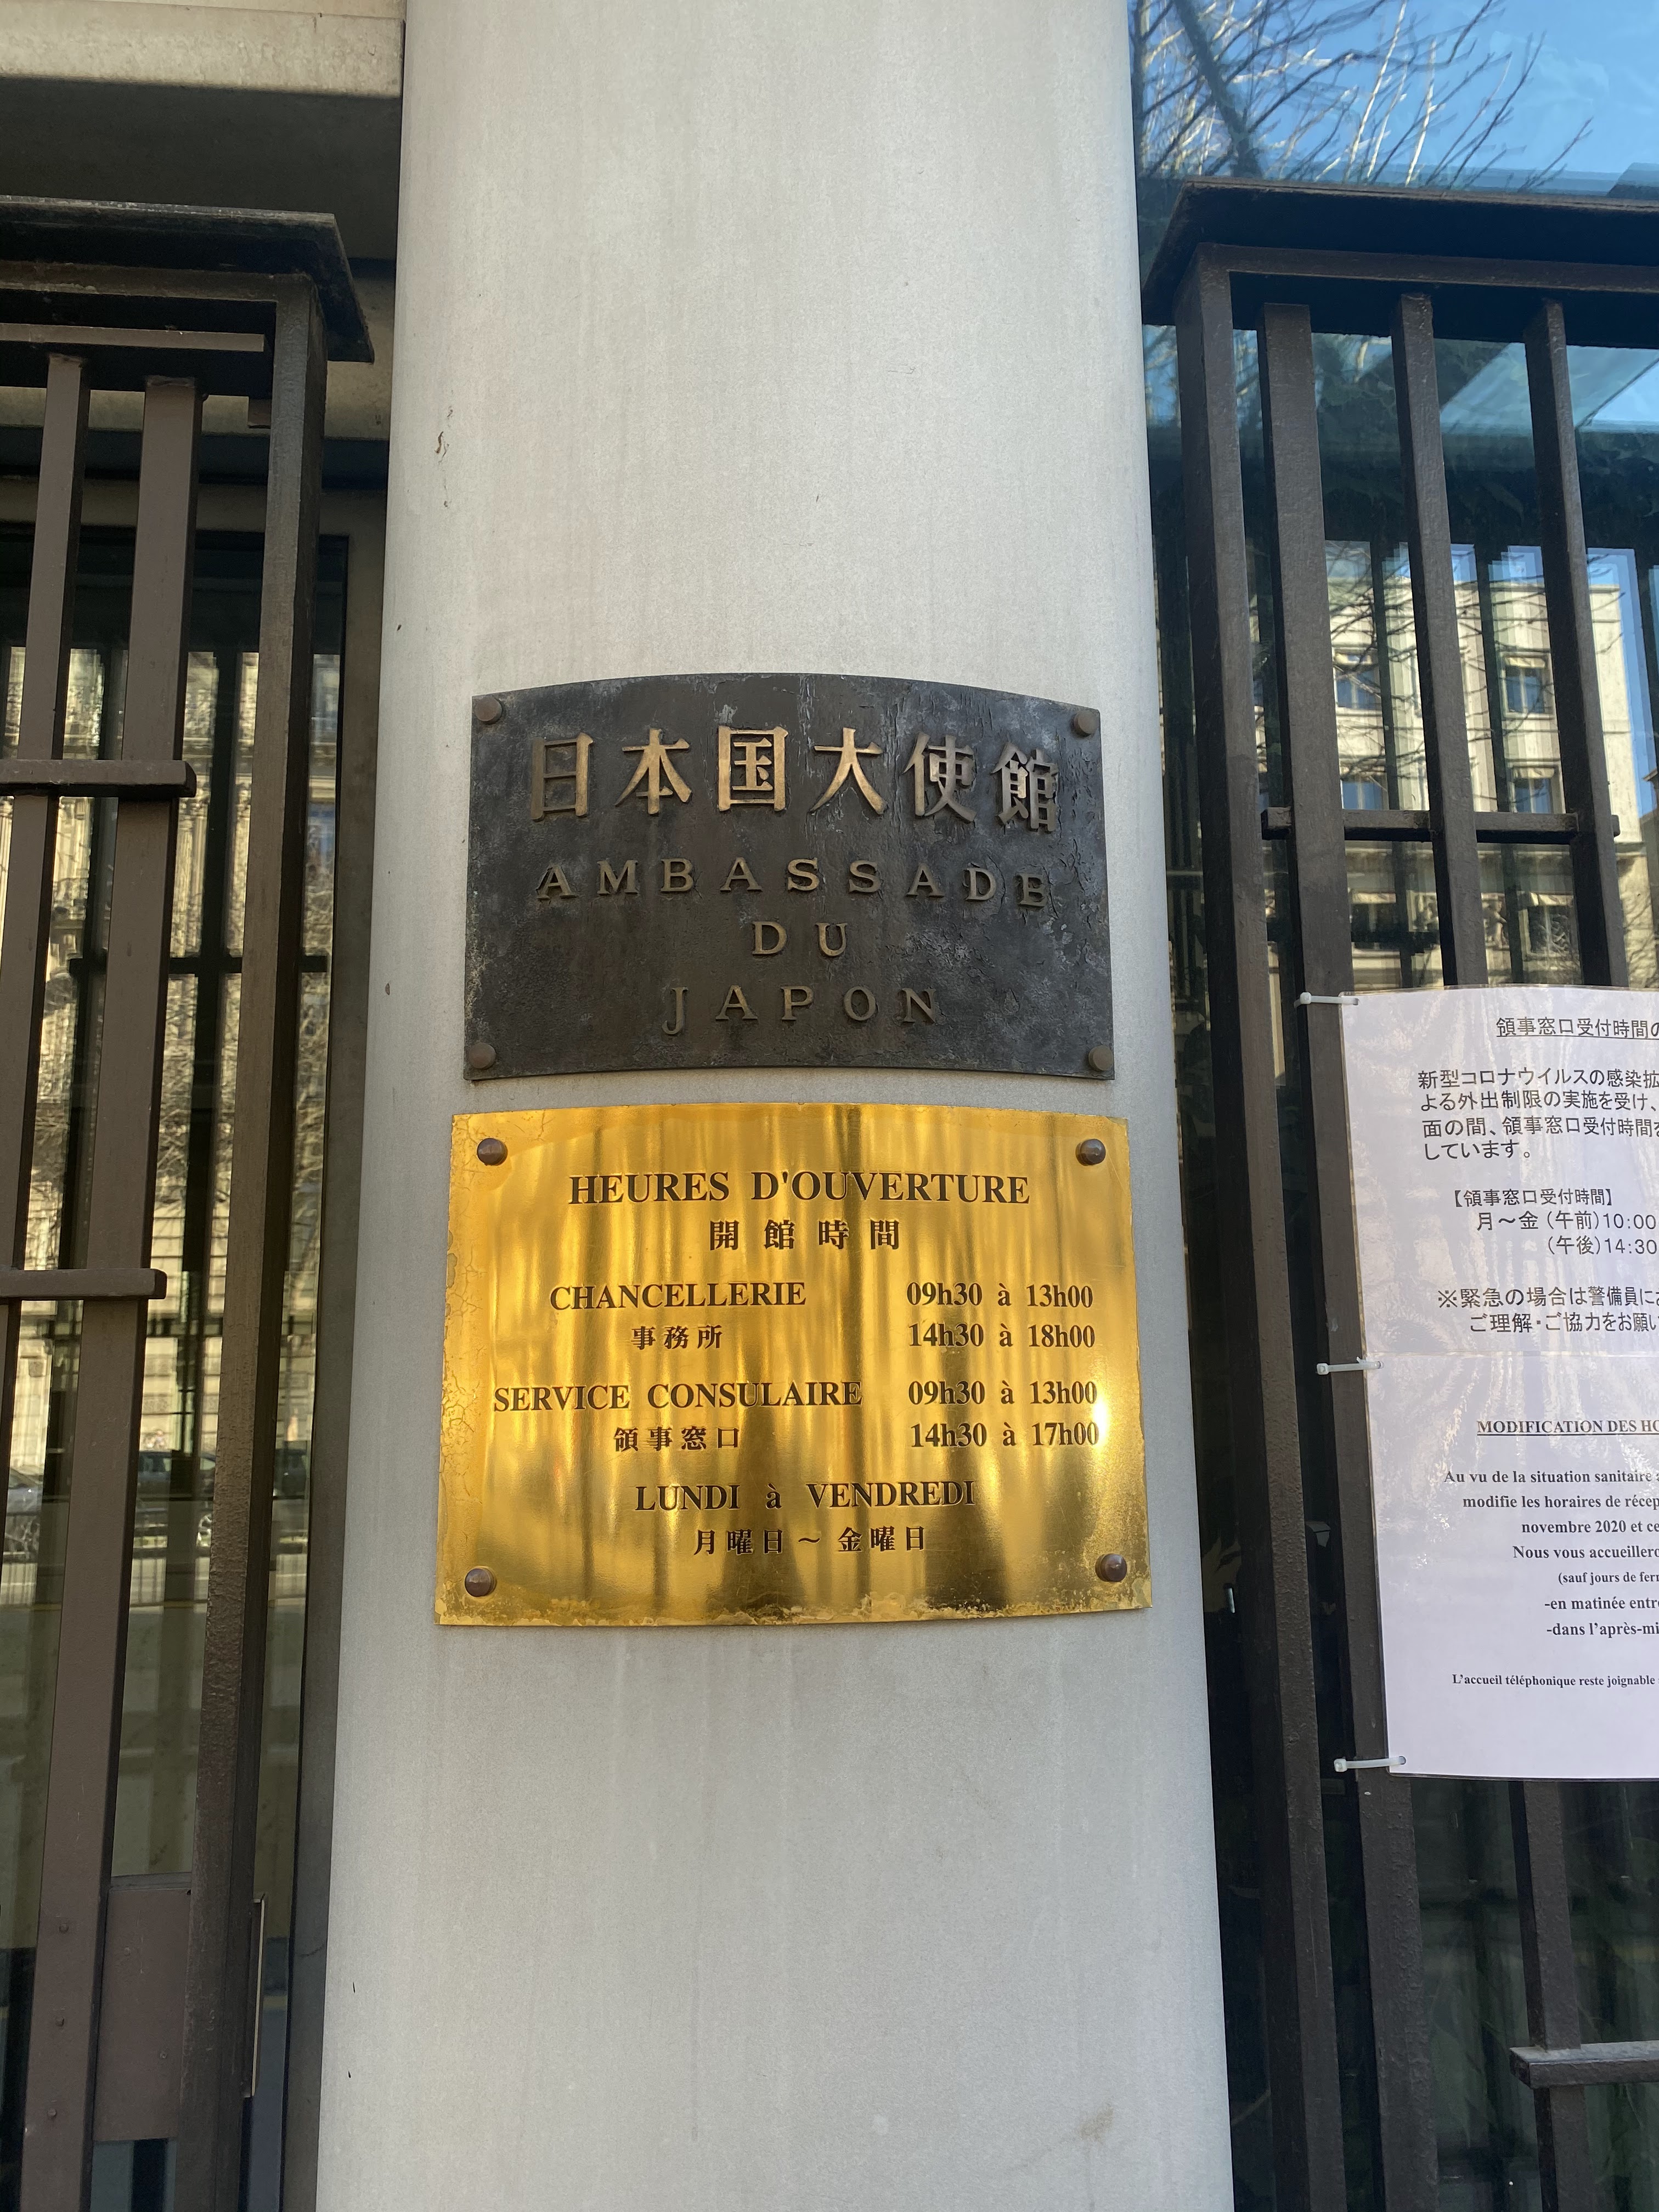 日本国大使館
AMBASSADE
DU
JAPON
HEURES D'OUVERTURE
開館時間
CHANCELLERIE 09h30 à 13h00
事務所 14h30 à 18h00
SERVICE CONSULAIRE 09h30 à 13h00
領事窓口 14h30 à 17h00
LUNDI à VENDREDI
月曜日～金曜日
領事窓口受付時間の
新型コロナウイルスの感染拡
よる外出制限の実施を受け、
面の間、領事窓口受付時間を
しています。
【領事窓口受付時間】
月～金（午前）10:00
（午後）14:30
※緊急の場合は警備員に
ご理解・ご協力をお願い
MODIFICATION DES HO
Au vu de la situation sanitaire
modifie les horaires de récep
novembre 2020 et ce
Nous vous accueillero
(sauf jours de fer
-en matinée entr
-dans l'après-mi
L'accueil téléphonique reste joignable